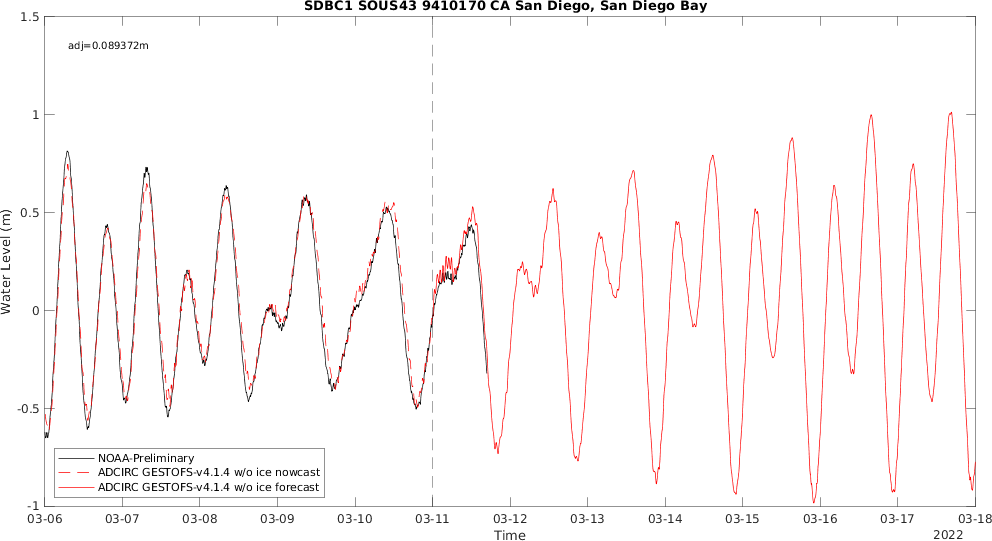 SDBC1 SOUS43 9410170 CA San Diego, San Diego Bay
1.5
adj=0.089372m
1
0.5
0
-0.5
-1
Water Level (m)
NOAA-Preliminary
ADCIRC GESTOFS-v4.1.4 w/o ice nowcast
ADCIRC GESTOFS-v4.1.4 w/o ice forecast
03-06 03-07 03-08 03-09 03-10 03-11 03-12 03-13 03-14 03-15 03-16 03-17 03-18
Time
2022